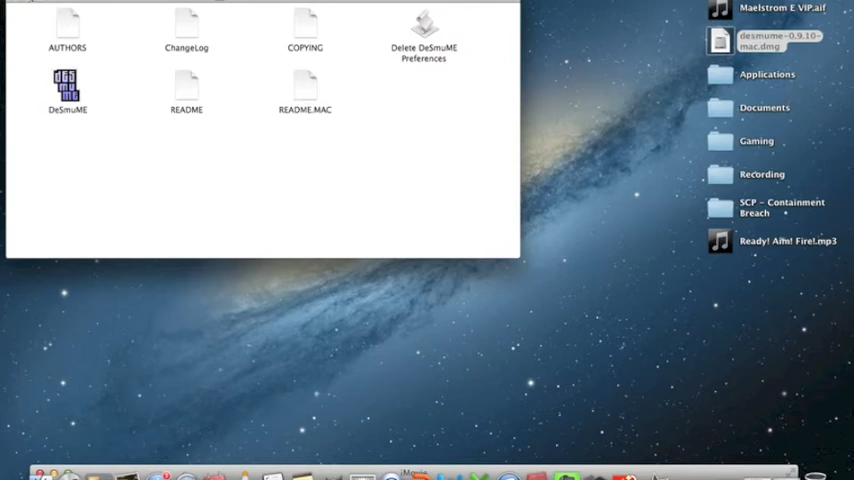 AUTHORS
ChangeLog
COPYING
Delete DeSmuME
Preferences
DeSmuME
README
README.MAC
Maelstrom E VIP.aif
desmume-0.9.10-
mac.dmg
Applications
Documents
Gaming
Recording
SCP - Containment
Breach
Ready! Aim! Fire!.mp3
iMovie